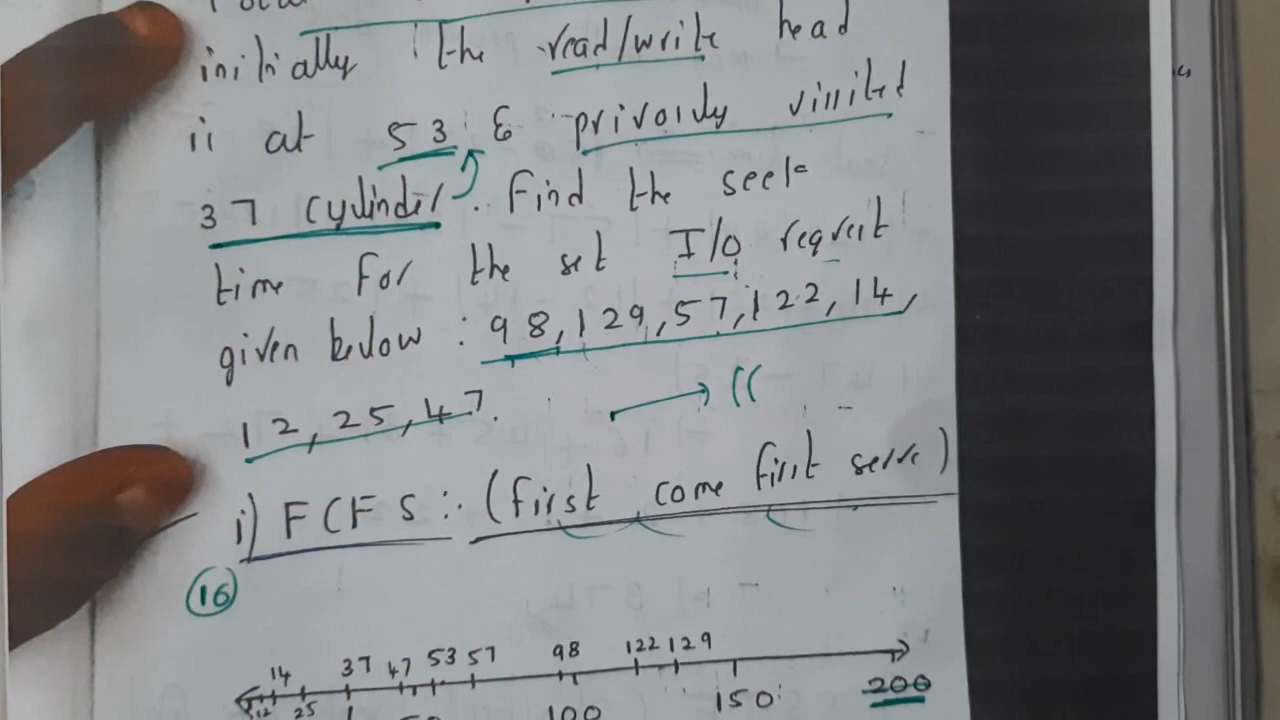 initially the read/write head
is at 53 & privously visited
37 cylinder. Find the seek
time for the set I/O request
given below : 98,129,57,122,14,
12,25,47.
i) FCFS :- (first come first serve)
16
14 37 47 53 57 98 122 129
12 25 100 150 200